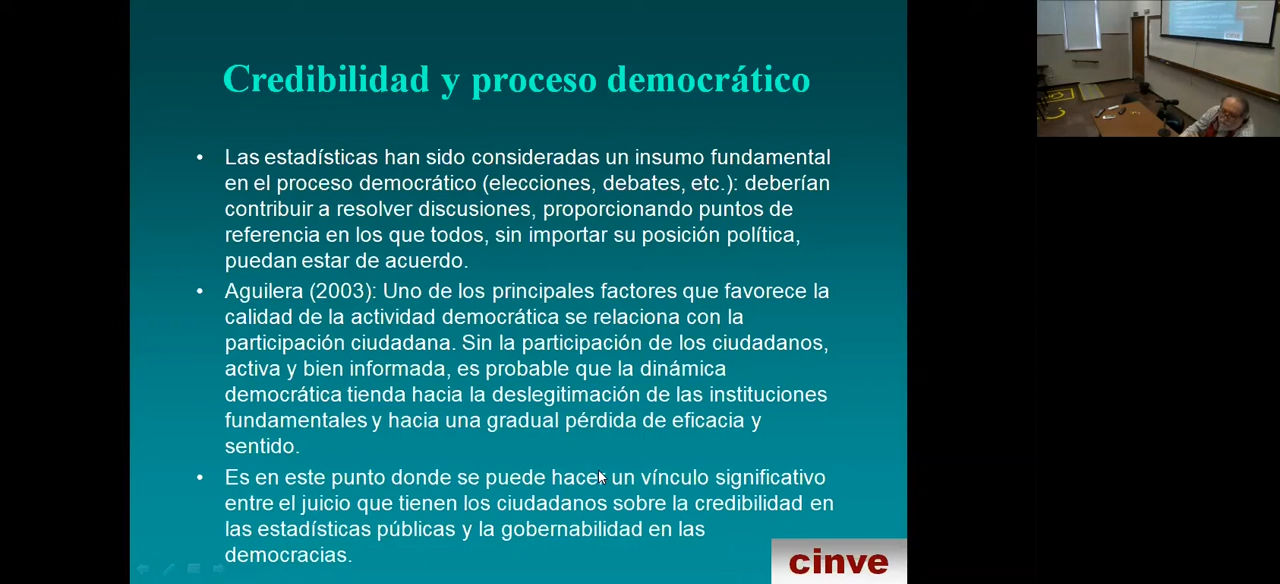 Credibilidad y proceso democrático
• Las estadísticas han sido consideradas un insumo fundamental
en el proceso democrático (elecciones, debates, etc.): deberían
contribuir a resolver discusiones, proporcionando puntos de
referencia en los que todos, sin importar su posición política,
puedan estar de acuerdo.
• Aguilera (2003): Uno de los principales factores que favorece la
calidad de la actividad democrática se relaciona con la
participación ciudadana. Sin la participación de los ciudadanos,
activa y bien informada, es probable que la dinámica
democrática tienda hacia la deslegitimación de las instituciones
fundamentales y hacia una gradual pérdida de eficacia y
sentido.
• Es en este punto donde se puede hacer un vínculo significativo
entre el juicio que tienen los ciudadanos sobre la credibilidad en
las estadísticas públicas y la gobernabilidad en las
democracias.
cinve
cinve